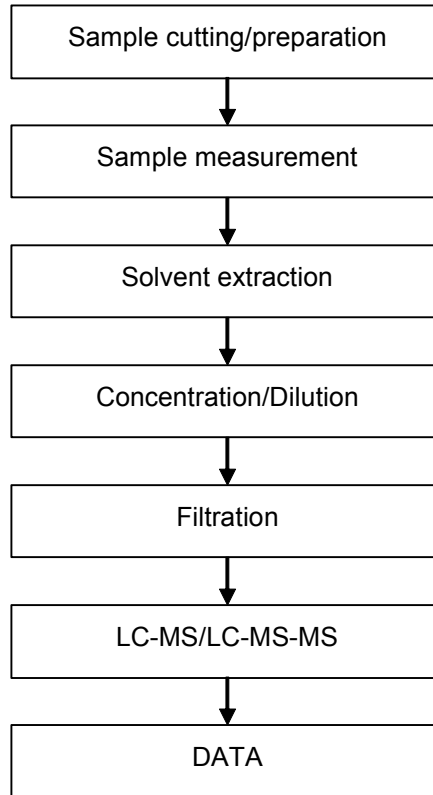 Sample cutting/preparation
Sample measurement
Solvent extraction
Concentration/Dilution
Filtration
LC-MS/LC-MS-MS
DATA